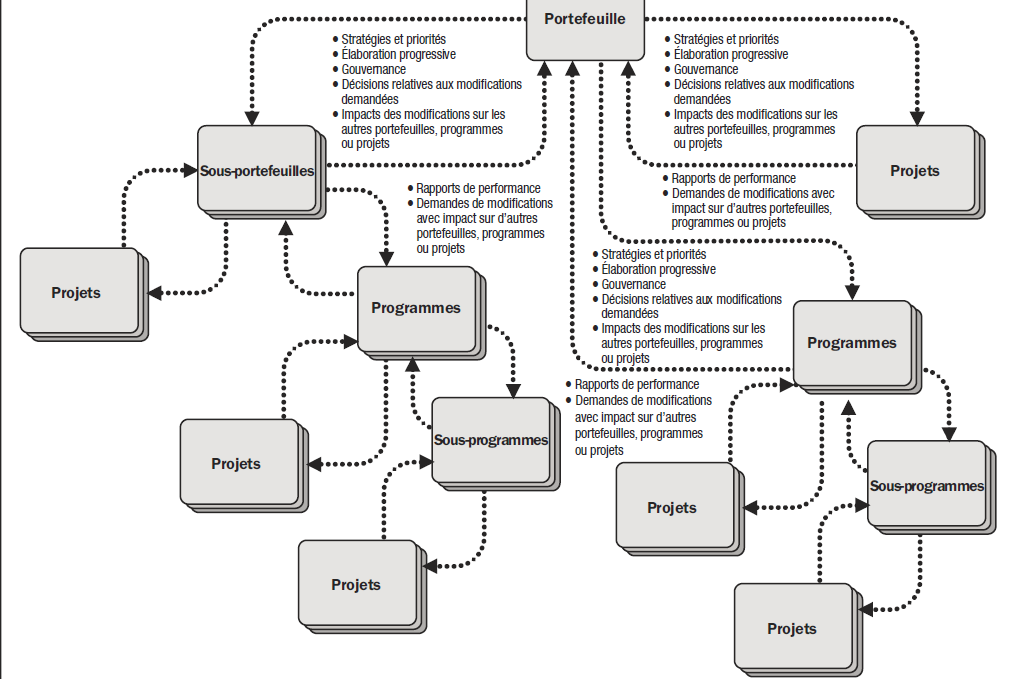 Portefeuille
• Stratégies et priorités
• Élaboration progressive
• Gouvernance
• Décisions relatives aux modifications
demandées
• Impacts des modifications sur les
autres portefeuilles, programmes
ou projets
• Stratégies et priorités
• Élaboration progressive
• Gouvernance
• Décisions relatives aux modifications
demandées
• Impacts des modifications sur les
autres portefeuilles, programmes
ou projets
Sous-portefeuilles
Projets
• Rapports de performance
• Demandes de modifications
avec impact sur d'autres
portefeuilles, programmes
ou projets
• Rapports de performance
• Demandes de modifications avec
impact sur d'autres portefeuilles,
programmes ou projets
Projets
Programmes
• Stratégies et priorités
• Élaboration progressive
• Gouvernance
• Décisions relatives aux modifications
demandées
• Impacts des modifications sur les
autres portefeuilles, programmes
ou projets
Programmes
• Rapports de performance
• Demandes de modifications
avec impact sur d'autres
portefeuilles, programmes
ou projets
Projets
Sous-programmes
Projets
Sous-programmes
Projets
Projets